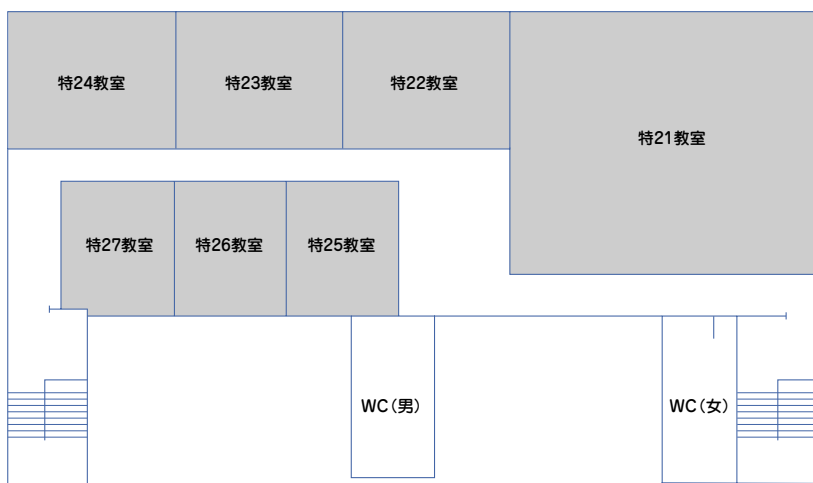 特24教室
特23教室
特22教室
特21教室
特27教室
特26教室
特25教室
WC（男）
WC（女）